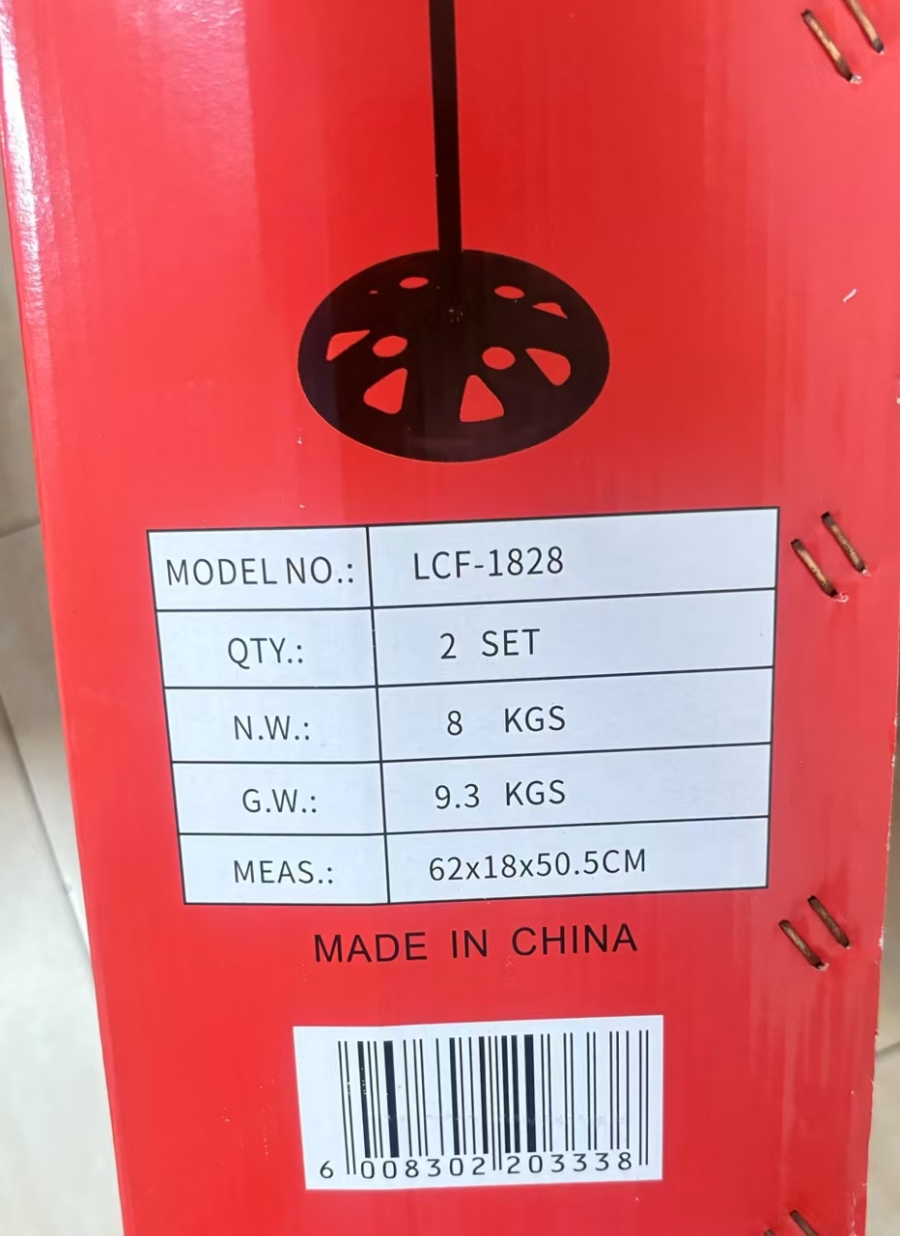 MODEL NO.: LCF-1828
QTY.: 2 SET
N.W.: 8 KGS
G.W.: 9.3 KGS
MEAS.: 62x18x50.5CM
MADE IN CHINA
6 008302 203338